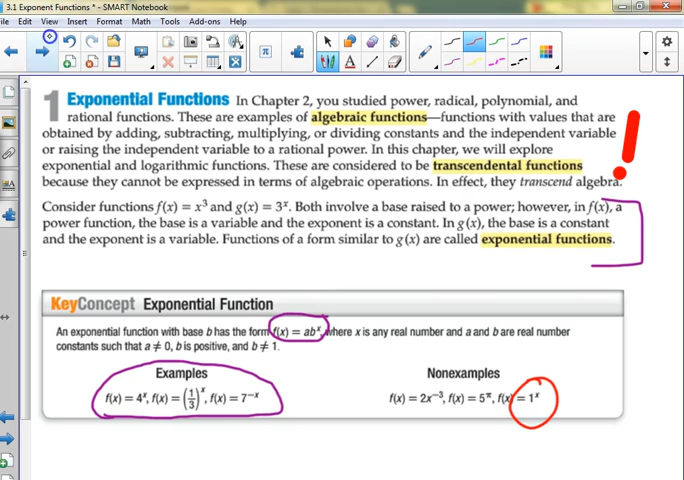 3.1 Exponent Functions * - SMART Notebook
Edit View Insert Format Tools Add-ons Help
1 Exponential Functions In Chapter 2, you studied power, radical, polynomial, and
rational functions. These are examples of algebraic functions—functions with values that are
obtained by adding, subtracting, multiplying, or dividing constants and the independent variable
or raising the independent variable to a rational power. In this chapter, we will explore
exponential and logarithmic functions. These are considered to be transcendental functions
because they cannot be expressed in terms of algebraic operations. In effect, they transcend algebra.
!
Consider functions f(x) = x³ and g(x) = 3ˣ. Both involve a base raised to a power; however, in f(x), a
power function, the base is a variable and the exponent is a constant. In g(x), the base is a constant
and the exponent is a variable. Functions of a form similar to g(x) are called exponential functions.
KeyConcept Exponential Function
An exponential function with base b has the form f(x) = abˣ, where x is any real number and a and b are real number
constants such that a ≠ 0, b is positive, and b ≠ 1.
Examples
f(x) = 4ˣ, f(x) = (1/3)ˣ, f(x) = 7⁻ˣ
Nonexamples
f(x) = 2x⁻³, f(x) = 5^π, f(x) = 1ˣ